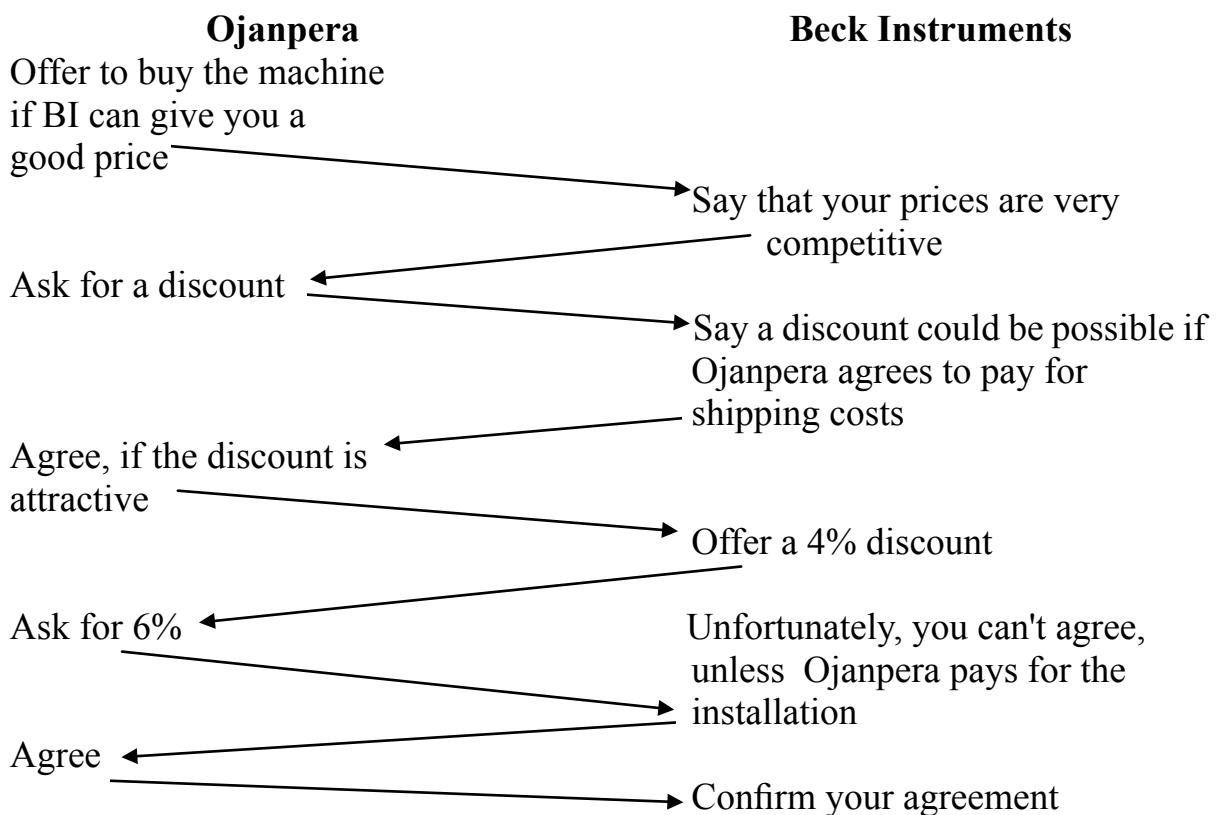 Ojanpera Beck Instruments
Offer to buy the machine
if BI can give you a
good price
Say that your prices are very
competitive
Ask for a discount
Say a discount could be possible if
Ojanpera agrees to pay for
shipping costs
Agree, if the discount is
attractive
Offer a 4% discount
Ask for 6%
Unfortunately, you can't agree,
unless Ojanpera pays for the
installation
Agree
Confirm your agreement